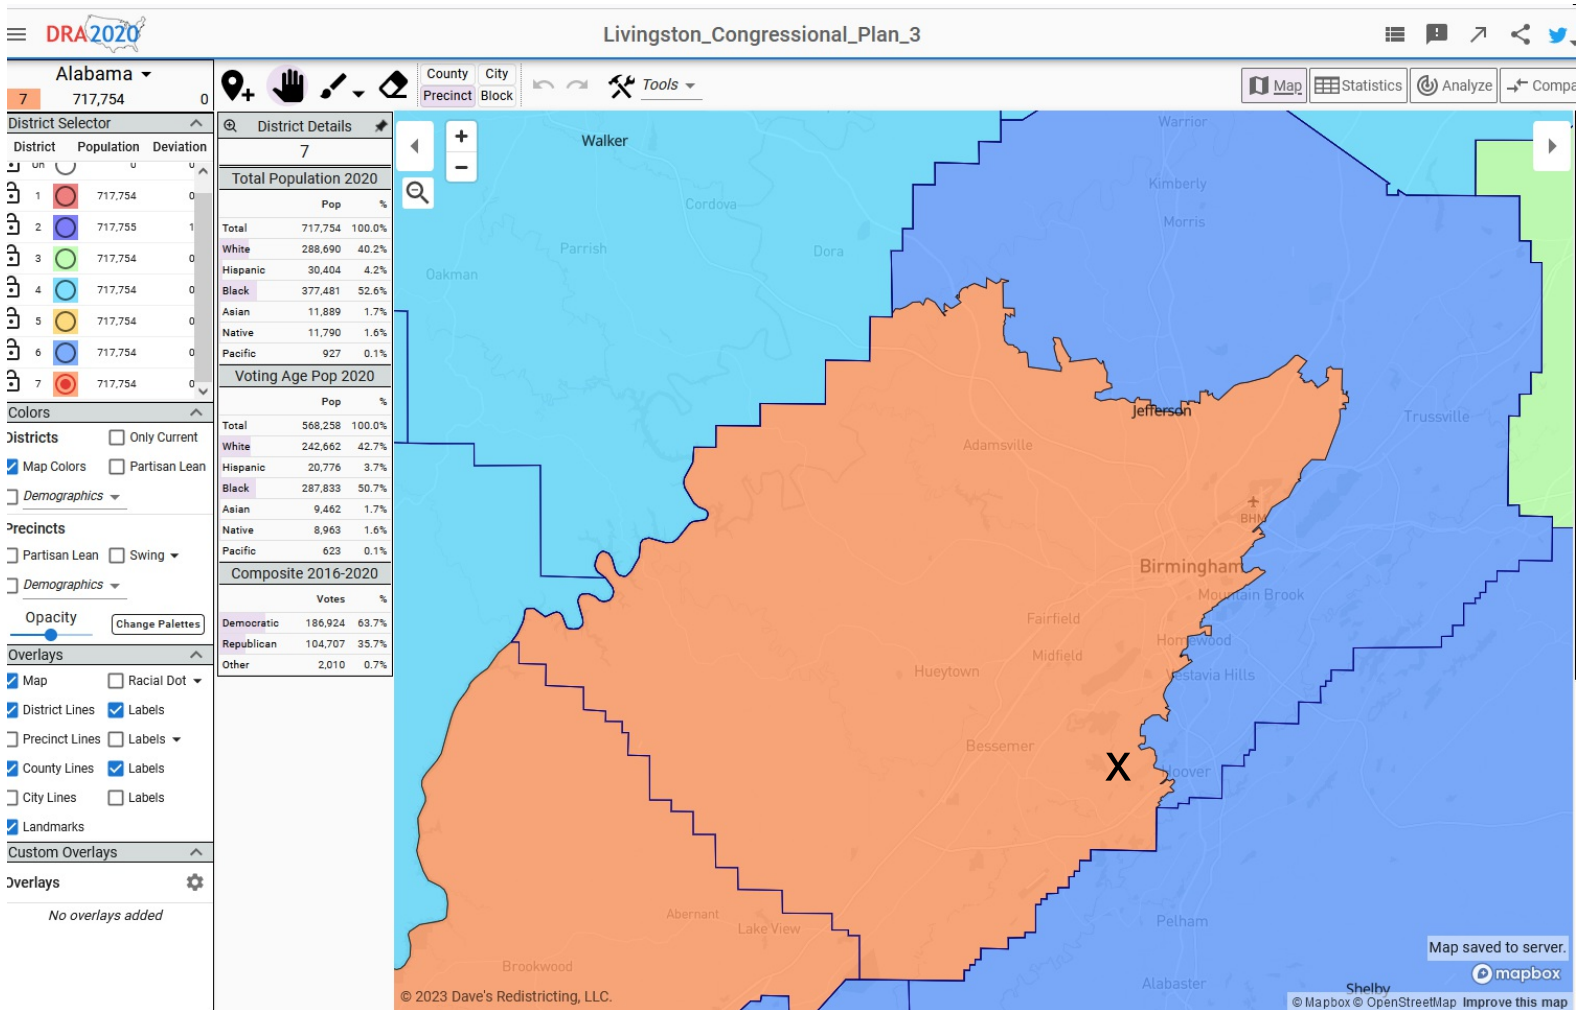 DRA2020
Livingston_Congressional_Plan_3
Alabama
7 717,754 0
County City
Precinct Block
Tools
Map Statistics Analyze Compa
District Selector
District Population Deviation
Un 0 0
1 717,754 0
2 717,755 1
3 717,754 0
4 717,754 0
5 717,754 0
6 717,754 0
7 717,754 0
Colors
Districts Only Current
Map Colors Partisan Lean
Demographics
Precincts
Partisan Lean Swing
Demographics
Opacity
Change Palettes
Overlays
Map Racial Dot
District Lines Labels
Precinct Lines Labels
County Lines Labels
City Lines Labels
Landmarks
Custom Overlays
Overlays
No overlays added
District Details
7
Total Population 2020
Pop %
Total 717,754 100.0%
White 288,690 40.2%
Hispanic 30,404 4.2%
Black 377,481 52.6%
Asian 11,889 1.7%
Native 11,790 1.6%
Pacific 927 0.1%
Voting Age Pop 2020
Pop %
Total 568,258 100.0%
White 242,662 42.7%
Hispanic 20,776 3.7%
Black 287,833 50.7%
Asian 9,462 1.7%
Native 8,963 1.6%
Pacific 623 0.1%
Composite 2016-2020
Votes %
Democratic 186,924 63.7%
Republican 104,707 35.7%
Other 2,010 0.7%
+
−
Warrior
Walker
Kimberly
Cordova
Morris
Parrish
Dora
Oakman
Jefferson
Trussville
Adamsville
BHM
Birmingham
Mountain Brook
Fairfield
Homewood
Midfield
Hueytown
Vestavia Hills
Bessemer
X
Hoover
Abernant
Pelham
Lake View
Brookwood
Alabaster
Shelby
Map saved to server.
mapbox
© 2023 Dave's Redistricting, LLC.
© Mapbox © OpenStreetMap Improve this map